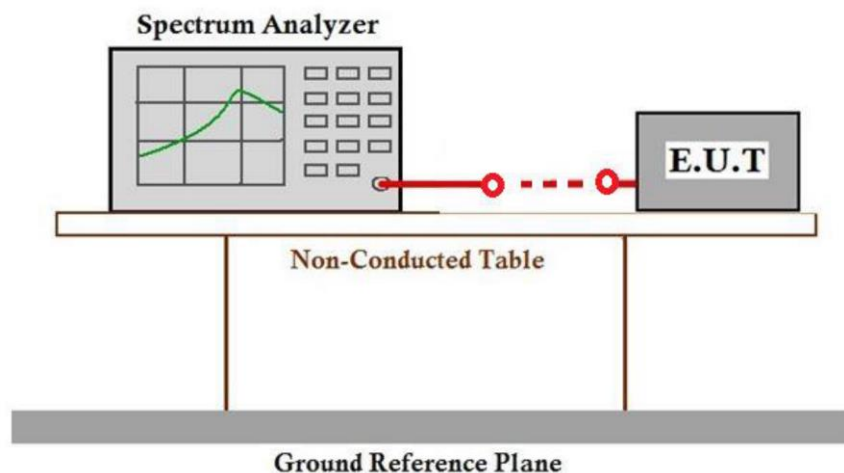 Spectrum Analyzer
E.U.T
Non-Conducted Table
Ground Reference Plane